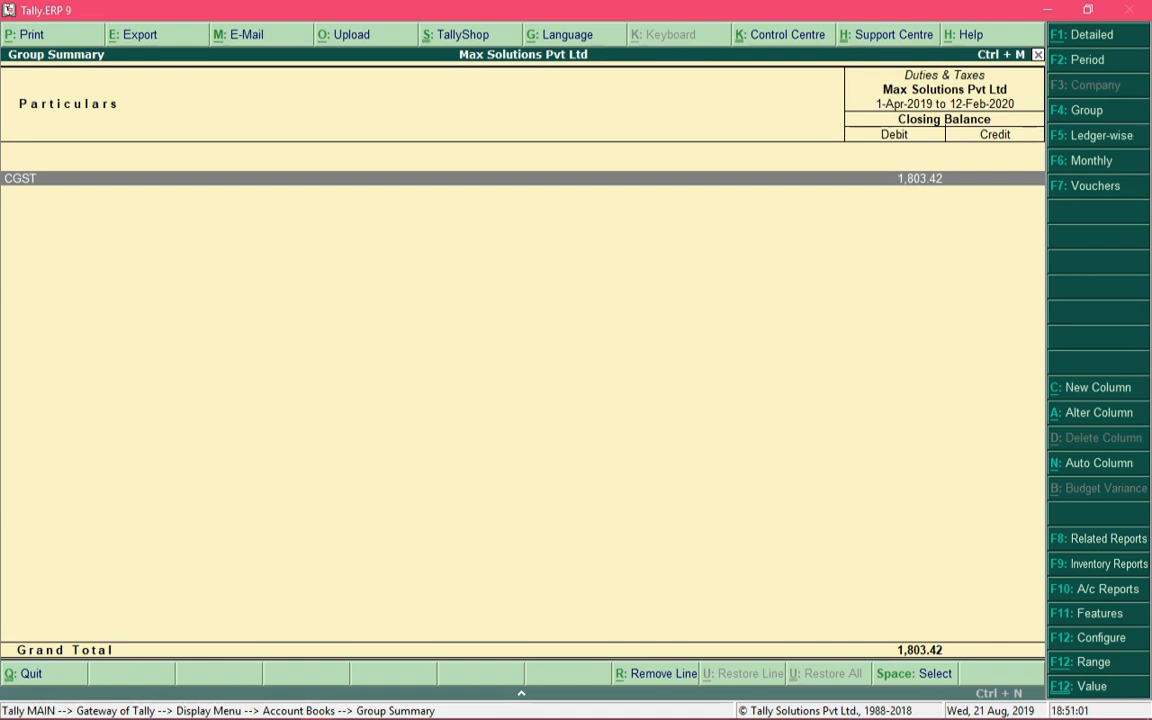 Tally.ERP 9
P: Print E: Export M: E-Mail O: Upload S: TallyShop G: Language K: Keyboard K: Control Centre H: Support Centre H: Help
Group Summary Max Solutions Pvt Ltd Ctrl + M
Particulars
Duties & Taxes
Max Solutions Pvt Ltd
1-Apr-2019 to 12-Feb-2020
Closing Balance
Debit Credit
CGST 1,803.42
Grand Total 1,803.42
F1: Detailed
F2: Period
F3: Company
F4: Group
F5: Ledger-wise
F6: Monthly
F7: Vouchers
C: New Column
A: Alter Column
D: Delete Column
N: Auto Column
B: Budget Variance
F8: Related Reports
F9: Inventory Reports
F10: A/c Reports
F11: Features
F12: Configure
F12: Range
F12: Value
Q: Quit R: Remove Line U: Restore Line U: Restore All Space: Select
Ctrl + N
Tally MAIN --> Gateway of Tally --> Display Menu --> Account Books --> Group Summary © Tally Solutions Pvt Ltd., 1988-2018 Wed, 21 Aug, 2019 18:51:01